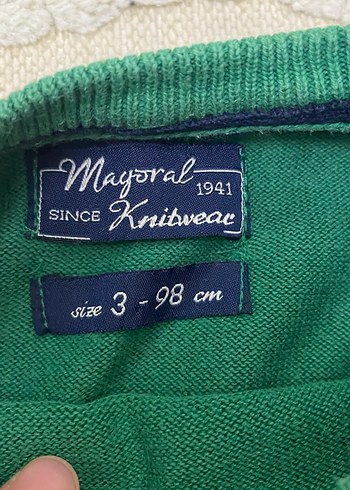 Mayoral
1941
SINCE Knitwear
size 3 - 98 cm